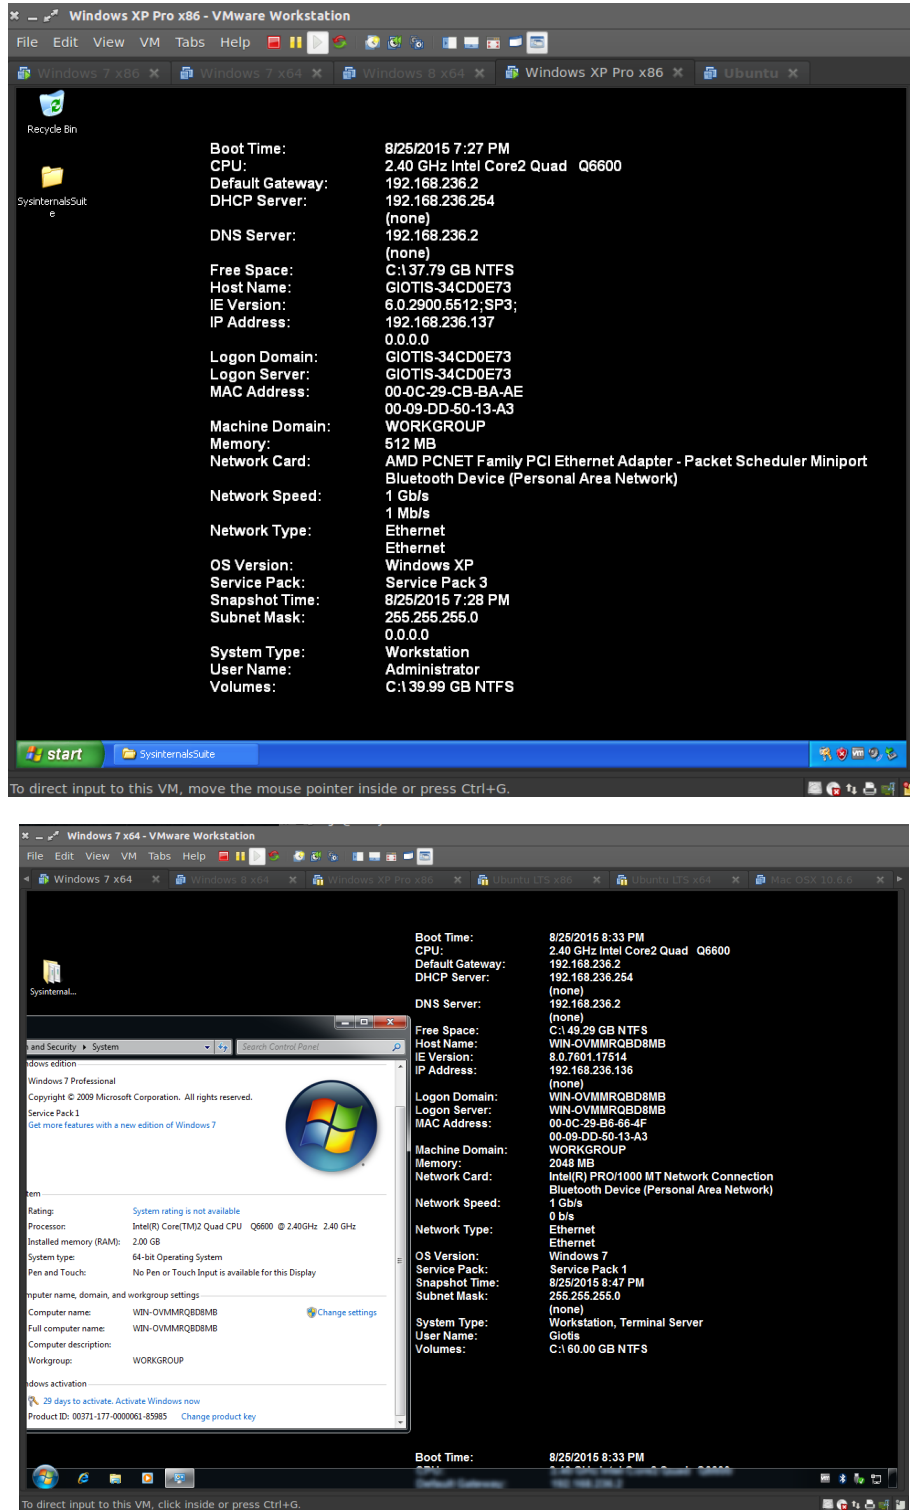 Windows XP Pro x86 - VMware Workstation
File Edit View VM Tabs Help
Windows 7 x86 Windows 7 x64 Windows 8 x64 Windows XP Pro x86 Ubuntu
Recycle Bin
SysinternalsSuit
e
Boot Time: 8/25/2015 7:27 PM
CPU: 2.40 GHz Intel Core2 Quad Q6600
Default Gateway: 192.168.236.2
DHCP Server: 192.168.236.254
(none)
DNS Server: 192.168.236.2
(none)
Free Space: C:\ 37.79 GB NTFS
Host Name: GIOTIS-34CD0E73
IE Version: 6.0.2900.5512;SP3;
IP Address: 192.168.236.137
0.0.0.0
Logon Domain: GIOTIS-34CD0E73
Logon Server: GIOTIS-34CD0E73
MAC Address: 00-0C-29-CB-BA-AE
00-09-DD-50-13-A3
Machine Domain: WORKGROUP
Memory: 512 MB
Network Card: AMD PCNET Family PCI Ethernet Adapter - Packet Scheduler Miniport
Bluetooth Device (Personal Area Network)
Network Speed: 1 Gb/s
1 Mb/s
Network Type: Ethernet
Ethernet
OS Version: Windows XP
Service Pack: Service Pack 3
Snapshot Time: 8/25/2015 7:28 PM
Subnet Mask: 255.255.255.0
0.0.0.0
System Type: Workstation
User Name: Administrator
Volumes: C:\ 39.99 GB NTFS
start SysinternalsSuite
To direct input to this VM, move the mouse pointer inside or press Ctrl+G.
Windows 7 x64 - VMware Workstation
File Edit View VM Tabs Help
Windows 7 x64 Windows 8 x64 Windows XP Pro x86 Ubuntu LTS x86 Ubuntu LTS x64 Mac OSX 10.6.6
Sysinternal...
and Security System Search Control Panel
ndows edition
Windows 7 Professional
Copyright © 2009 Microsoft Corporation. All rights reserved.
Service Pack 1
Get more features with a new edition of Windows 7
tem
Rating: System rating is not available
Processor: Intel(R) Core(TM)2 Quad CPU Q6600 @ 2.40GHz 2.40 GHz
Installed memory (RAM): 2.00 GB
System type: 64-bit Operating System
Pen and Touch: No Pen or Touch Input is available for this Display
mputer name, domain, and workgroup settings
Computer name: WIN-OVMMRQBD8MB Change settings
Full computer name: WIN-OVMMRQBD8MB
Computer description:
Workgroup: WORKGROUP
ndows activation
29 days to activate. Activate Windows now
Product ID: 00371-177-0000061-85985 Change product key
Boot Time: 8/25/2015 8:33 PM
CPU: 2.40 GHz Intel Core2 Quad Q6600
Default Gateway: 192.168.236.2
DHCP Server: 192.168.236.254
(none)
DNS Server: 192.168.236.2
(none)
Free Space: C:\ 49.29 GB NTFS
Host Name: WIN-OVMMRQBD8MB
IE Version: 8.0.7601.17514
IP Address: 192.168.236.136
(none)
Logon Domain: WIN-OVMMRQBD8MB
Logon Server: WIN-OVMMRQBD8MB
MAC Address: 00-0C-29-B6-66-4F
00-09-DD-50-13-A3
Machine Domain: WORKGROUP
Memory: 2048 MB
Network Card: Intel(R) PRO/1000 MT Network Connection
Bluetooth Device (Personal Area Network)
Network Speed: 1 Gb/s
0 b/s
Network Type: Ethernet
Ethernet
OS Version: Windows 7
Service Pack: Service Pack 1
Snapshot Time: 8/25/2015 8:47 PM
Subnet Mask: 255.255.255.0
(none)
System Type: Workstation, Terminal Server
User Name: Giotis
Volumes: C:\ 60.00 GB NTFS
Boot Time: 8/25/2015 8:33 PM
Default Gateway: 192.168.236.2
To direct input to this VM, click inside or press Ctrl+G.